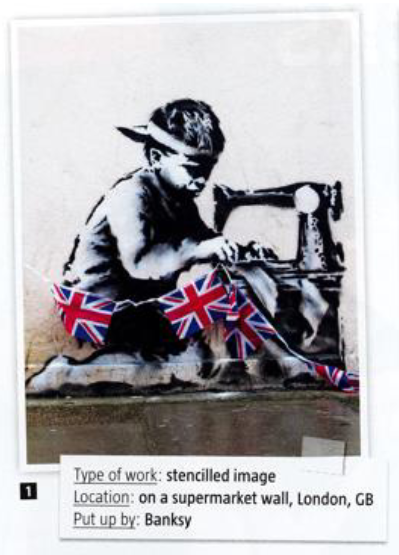 1
Type of work: stencilled image
Location: on a supermarket wall, London, GB
Put up by: Banksy